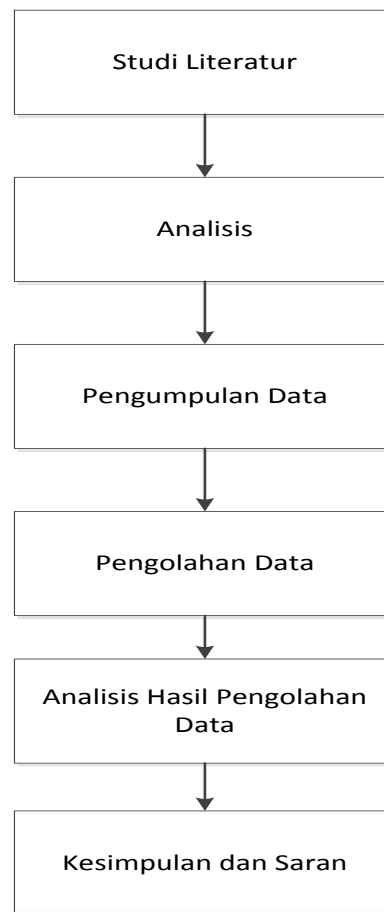 Studi Literatur
Analisis
Pengumpulan Data
Pengolahan Data
Analisis Hasil Pengolahan
Data
Kesimpulan dan Saran